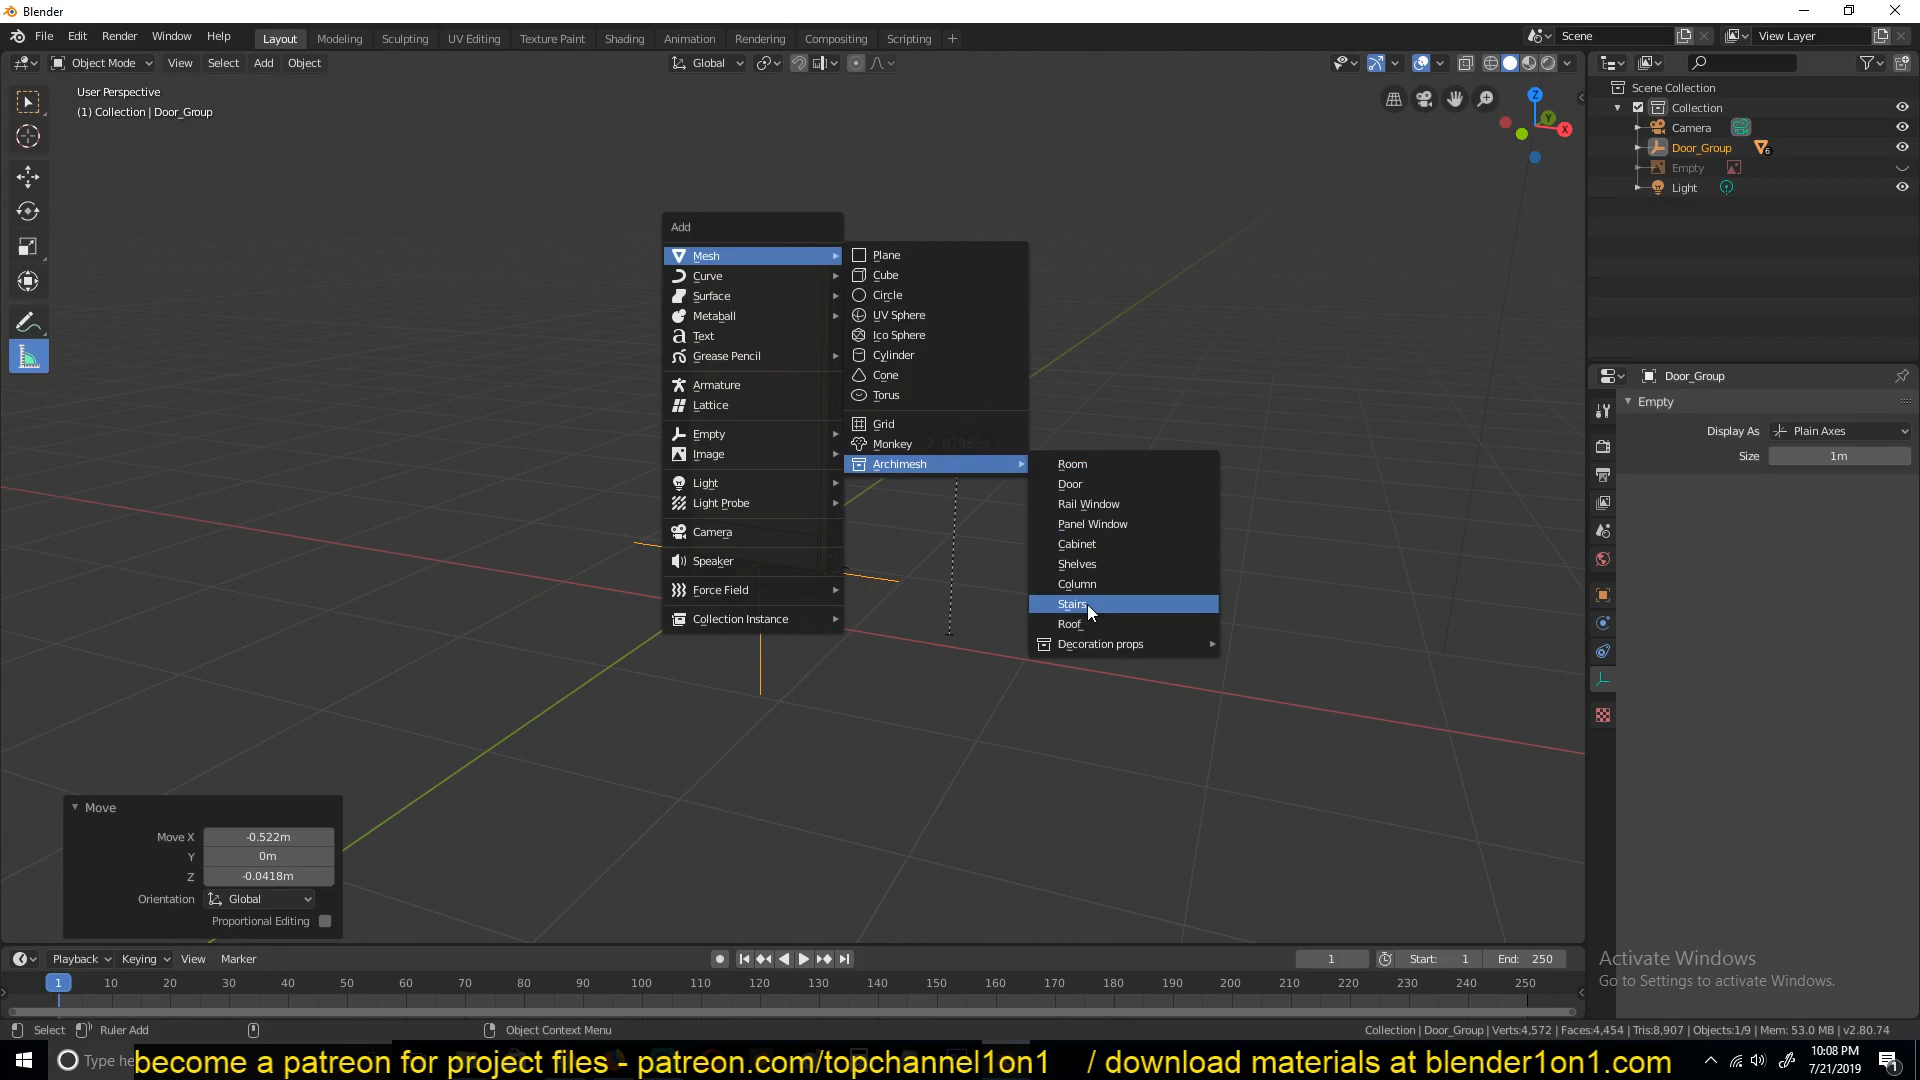 Blender
File Edit Render Window Help
Layout Modeling Sculpting UV Editing Texture Paint Shading Animation Rendering Compositing Scripting
Scene
View Layer
Object Mode View Select Add Object
Global
User Perspective
(1) Collection | Door_Group
Z
Y
X
Scene Collection
Collection
Camera
Door_Group 6
Empty
Light
Add
Mesh
Curve
Surface
Metaball
Text
Grease Pencil
Armature
Lattice
Empty
Image
Light
Light Probe
Camera
Speaker
Force Field
Collection Instance
Plane
Cube
Circle
UV Sphere
Ico Sphere
Cylinder
Cone
Torus
Grid
Monkey
Archimesh
Room
Door
Rail Window
Panel Window
Cabinet
Shelves
Column
Stairs
Roof
Decoration props
Door_Group
Empty
Display As Plain Axes
Size 1m
Move
Move X -0.522m
Y 0m
Z -0.0418m
Orientation Global
Proportional Editing
Activate Windows
Go to Settings to activate Windows.
Playback Keying View Marker
1 Start: 1 End: 250
1 10 20 30 40 50 60 70 80 90 100 110 120 130 140 150 160 170 180 190 200 210 220 230 240 250
Select Ruler Add Object Context Menu
Collection | Door_Group | Verts:4,572 | Faces:4,454 | Tris:8,907 | Objects:1/9 | Mem: 53.0 MB | v2.80.74
Type he
become a patreon for project files - patreon.com/topchannel1on1 / download materials at blender1on1.com
10:08 PM
7/21/2019
1